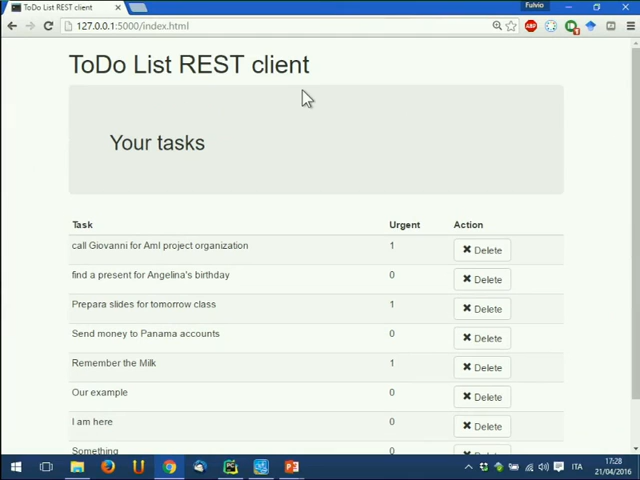 Fulvio
ToDo List REST client
127.0.0.1:5000/index.html
ToDo List REST client
Your tasks
Task Urgent Action
call Giovanni for AmI project organization 1 Delete
find a present for Angelina's birthday 0 Delete
Prepara slides for tomorrow class 1 Delete
Send money to Panama accounts 0 Delete
Remember the Milk 1 Delete
Our example 0 Delete
I am here 0 Delete
Something
ITA
17:28
21/04/2016